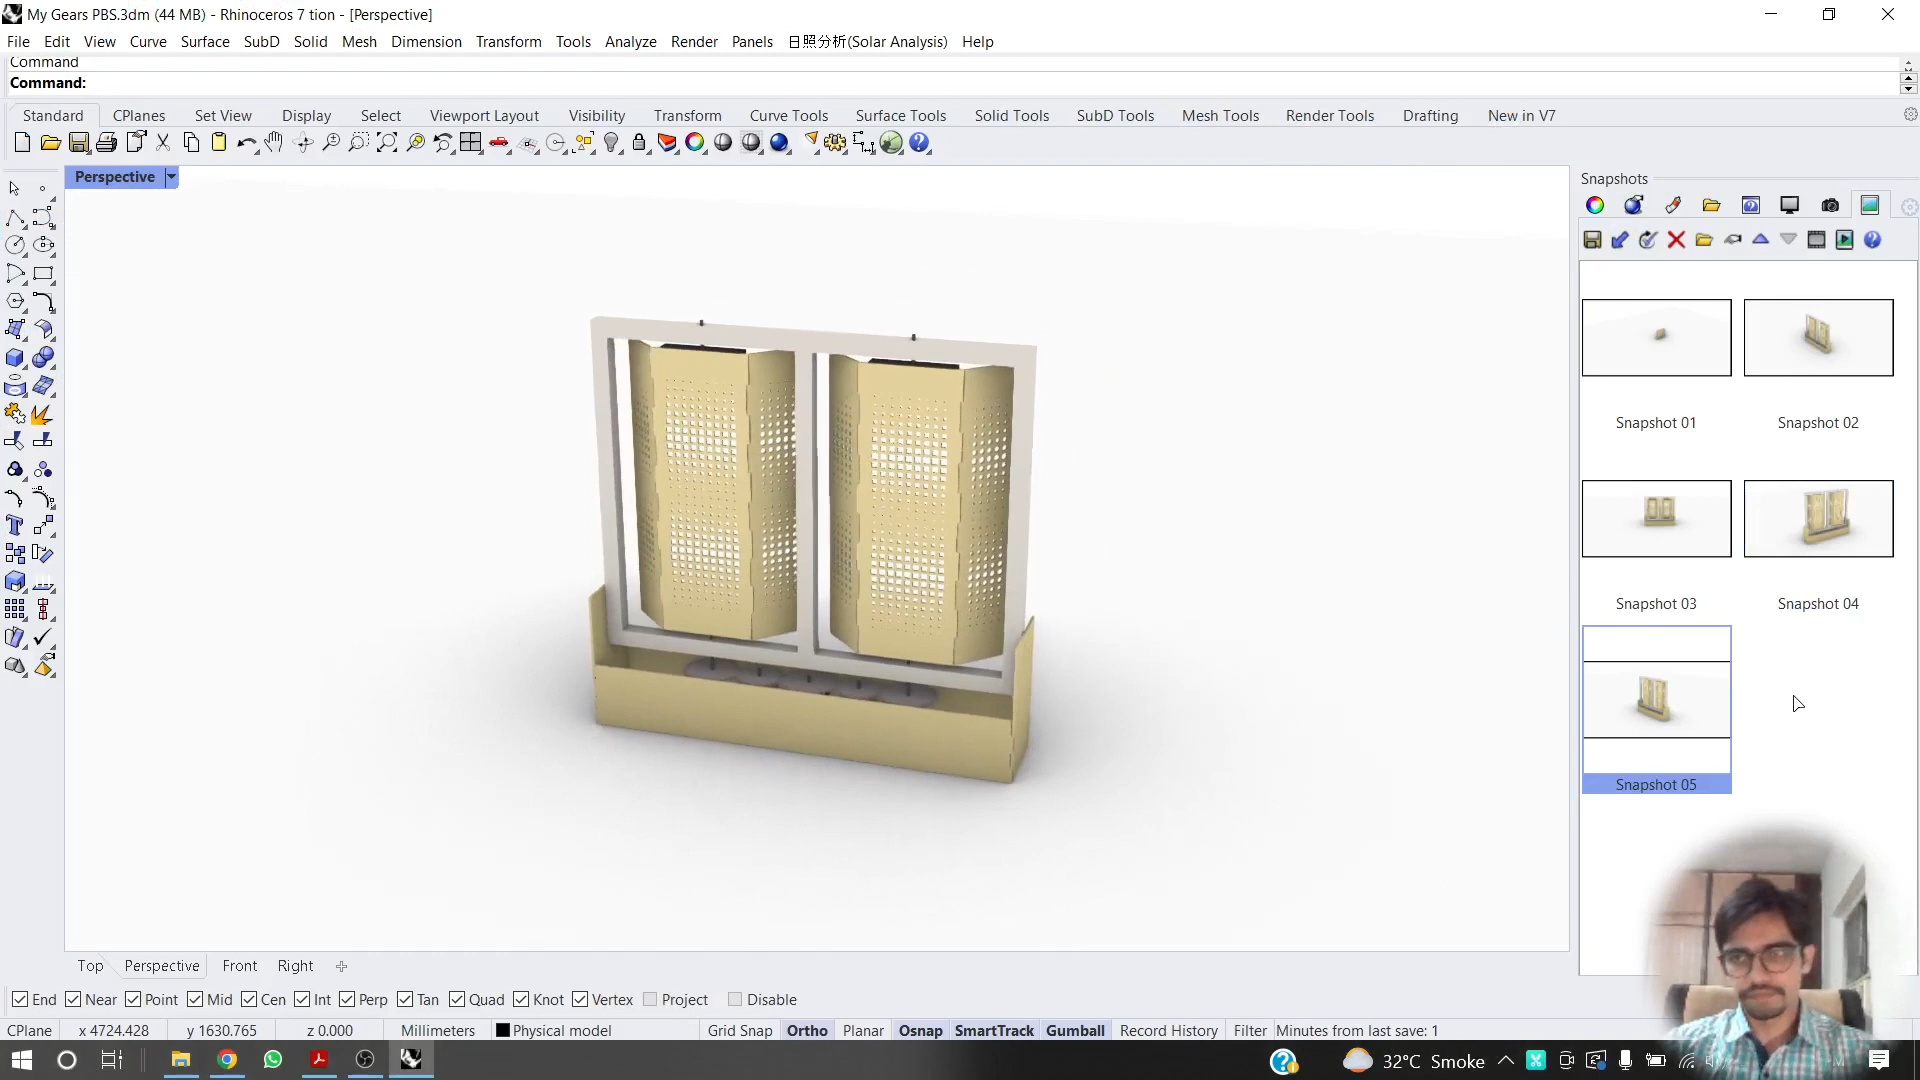 My Gears PBS.3dm (44 MB) - Rhinoceros 7 tion - [Perspective]
File Edit View Curve Surface SubD Solid Mesh Dimension Transform Tools Analyze Render Panels 日照分析(Solar Analysis) Help
Command
Command:
Standard CPlanes Set View Display Select Viewport Layout Visibility Transform Curve Tools Surface Tools Solid Tools SubD Tools Mesh Tools Render Tools Drafting New in V7
Perspective
Snapshots
Snapshot 01 Snapshot 02
Snapshot 03 Snapshot 04
Snapshot 05
Top Perspective Front Right
End Near Point Mid Cen Int Perp Tan Quad Knot Vertex Project Disable
CPlane x 4724.428 y 1630.765 z 0.000 Millimeters Physical model Grid Snap Ortho Planar Osnap SmartTrack Gumball Record History Filter Minutes from last save: 1
32°C Smoke